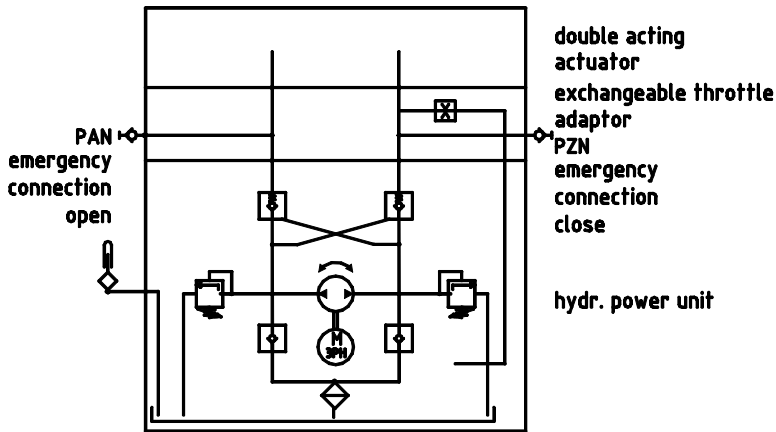 double acting
actuator
exchangeable throttle
adaptor
PAN
emergency
connection
open
PZN
emergency
connection
close
hydr. power unit
M
3PH